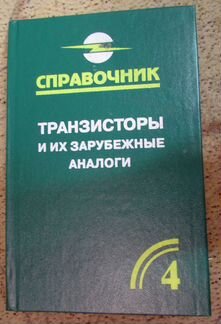 СПРАВОЧНИК
ТРАНЗИСТОРЫ
И ИХ ЗАРУБЕЖНЫЕ
АНАЛОГИ
4